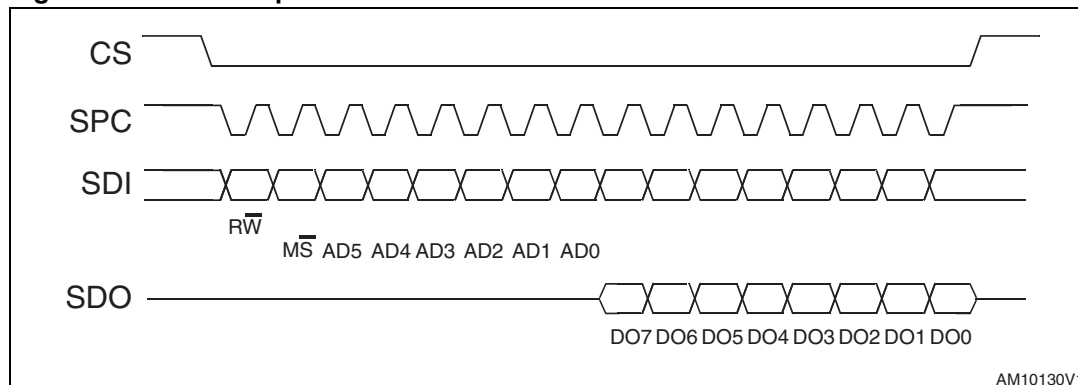 CS
SPC
SDI
RW̅
MS̅ AD5 AD4 AD3 AD2 AD1 AD0
SDO
DO7 DO6 DO5 DO4 DO3 DO2 DO1 DO0